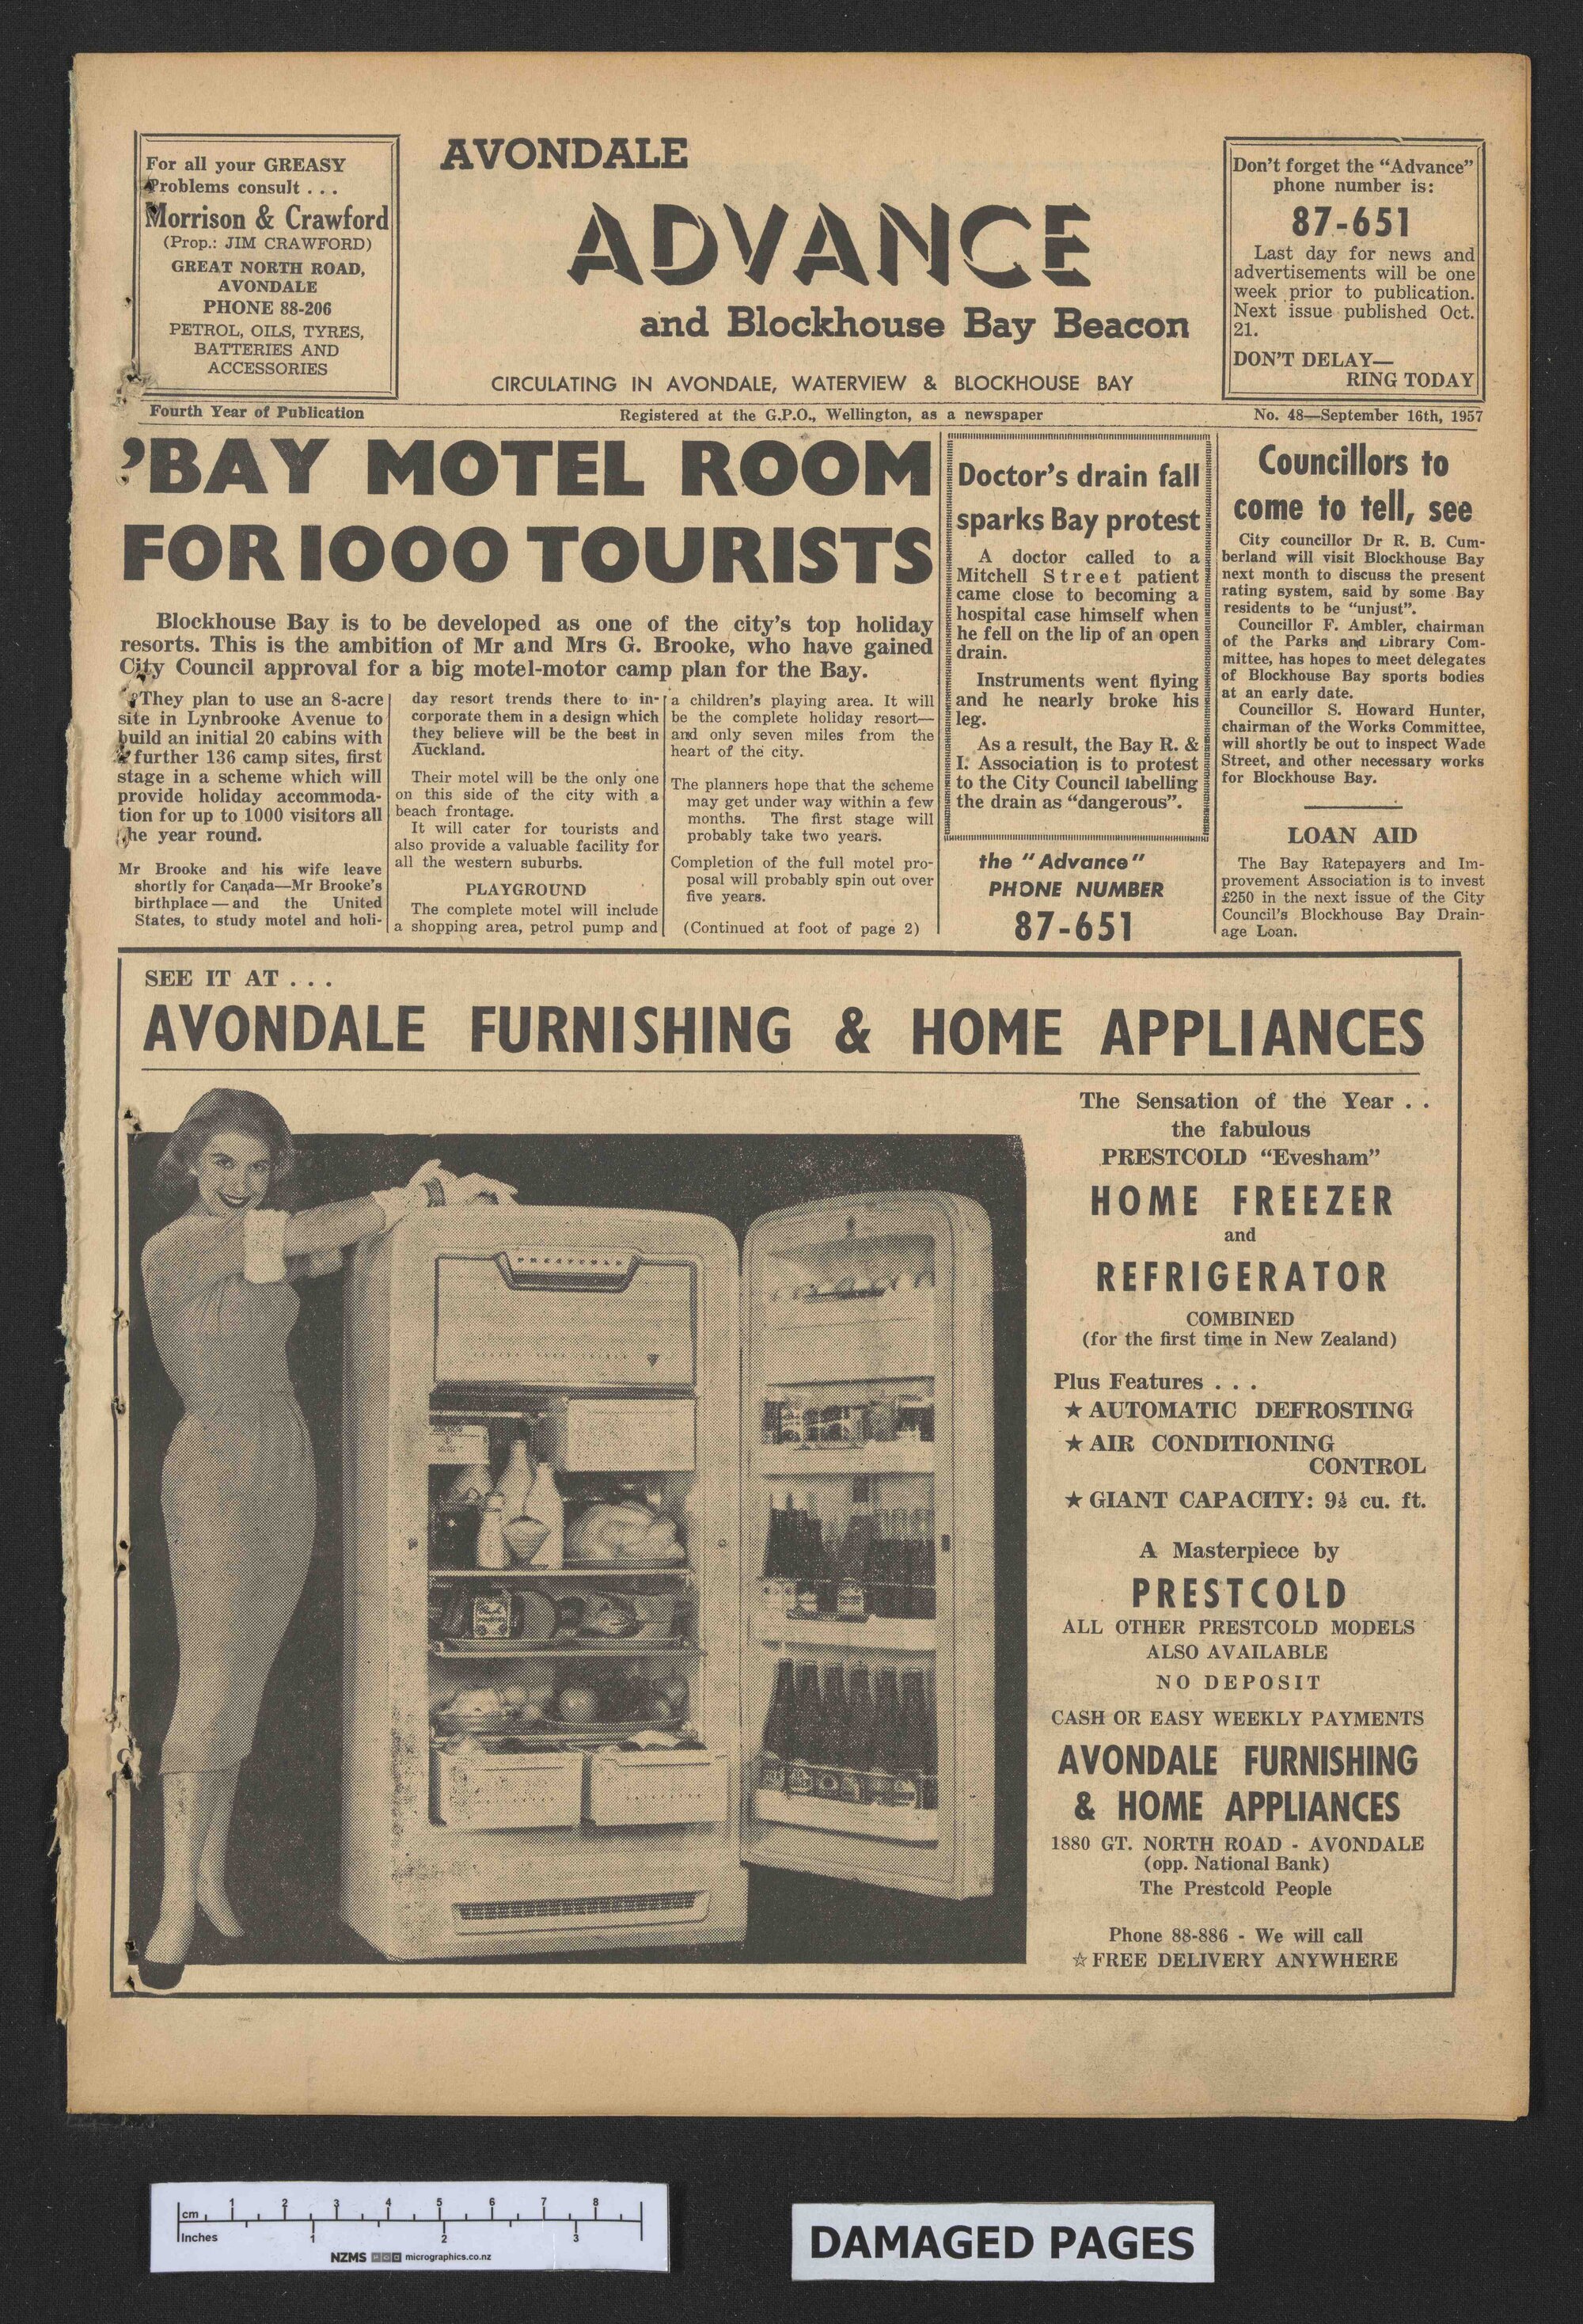 For all your GREASY
Problems consult . . .
Morrison & Crawford
(Prop.: JIM CRAWFORD)
GREAT NORTH ROAD,
AVONDALE
PHONE 88-206
PETROL, OILS, TYRES,
BATTERIES AND
ACCESSORIES
AVONDALE
ADVANCE
and Blockhouse Bay Beacon
CIRCULATING IN AVONDALE, WATERVIEW & BLOCKHOUSE BAY
Don't forget the "Advance"
phone number is:
87-651
Last day for news and
advertisements will be one
week prior to publication.
Next issue published Oct.
21.
DON'T DELAY—
RING TODAY
Fourth Year of Publication
Registered at the G.P.O., Wellington, as a newspaper
No. 48—September 16th, 1957
'BAY MOTEL ROOM
FOR 1000 TOURISTS
Blockhouse Bay is to be developed as one of the city's top holiday
resorts. This is the ambition of Mr and Mrs G. Brooke, who have gained
City Council approval for a big motel-motor camp plan for the Bay.
They plan to use an 8-acre
site in Lynbrooke Avenue to
build an initial 20 cabins with
further 136 camp sites, first
stage in a scheme which will
provide holiday accommoda-
tion for up to 1000 visitors all
the year round.
Mr Brooke and his wife leave
shortly for Canada—Mr Brooke's
birthplace — and the United
States, to study motel and holi-
day resort trends there to in-
corporate them in a design which
they believe will be the best in
Auckland.
Their motel will be the only one
on this side of the city with a
beach frontage.
It will cater for tourists and
also provide a valuable facility for
all the western suburbs.
PLAYGROUND
The complete motel will include
a shopping area, petrol pump and
a children's playing area. It will
be the complete holiday resort—
and only seven miles from the
heart of the city.
The planners hope that the scheme
may get under way within a few
months. The first stage will
probably take two years.
Completion of the full motel pro-
posal will probably spin out over
five years.
(Continued at foot of page 2)
Doctor's drain fall
sparks Bay protest
A doctor called to a
Mitchell Street patient
came close to becoming a
hospital case himself when
he fell on the lip of an open
drain.
Instruments went flying
and he nearly broke his
leg.
As a result, the Bay R. &
I. Association is to protest
to the City Council labelling
the drain as "dangerous".
the "Advance"
PHONE NUMBER
87-651
Councillors to
come to tell, see
City councillor Dr R. B. Cum-
berland will visit Blockhouse Bay
next month to discuss the present
rating system, said by some Bay
residents to be "unjust".
Councillor F. Ambler, chairman
of the Parks and Library Com-
mittee, has hopes to meet delegates
of Blockhouse Bay sports bodies
at an early date.
Councillor S. Howard Hunter,
chairman of the Works Committee,
will shortly be out to inspect Wade
Street, and other necessary works
for Blockhouse Bay.
LOAN AID
The Bay Ratepayers and Im-
provement Association is to invest
£250 in the next issue of the City
Council's Blockhouse Bay Drain-
age Loan.
SEE IT AT . . .
AVONDALE FURNISHING & HOME APPLIANCES
PRESTCOLD
The Sensation of the Year . .
the fabulous
PRESTCOLD "Evesham"
HOME FREEZER
and
REFRIGERATOR
COMBINED
(for the first time in New Zealand)
Plus Features . . .
★ AUTOMATIC DEFROSTING
★ AIR CONDITIONING
CONTROL
★ GIANT CAPACITY: 9½ cu. ft.
A Masterpiece by
PRESTCOLD
ALL OTHER PRESTCOLD MODELS
ALSO AVAILABLE
NO DEPOSIT
CASH OR EASY WEEKLY PAYMENTS
AVONDALE FURNISHING
& HOME APPLIANCES
1880 GT. NORTH ROAD - AVONDALE
(opp. National Bank)
The Prestcold People
Phone 88-886 - We will call
☆ FREE DELIVERY ANYWHERE
cm 1 2 3 4 5 6 7 8
Inches 1 2 3
NZMS micrographics.co.nz
DAMAGED PAGES